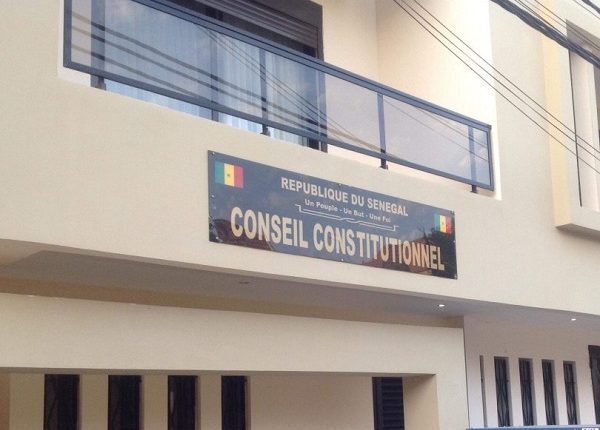 REPUBLIQUE DU SENEGAL
Un Peuple - Un But - Une Foi
CONSEIL CONSTITUTIONNEL